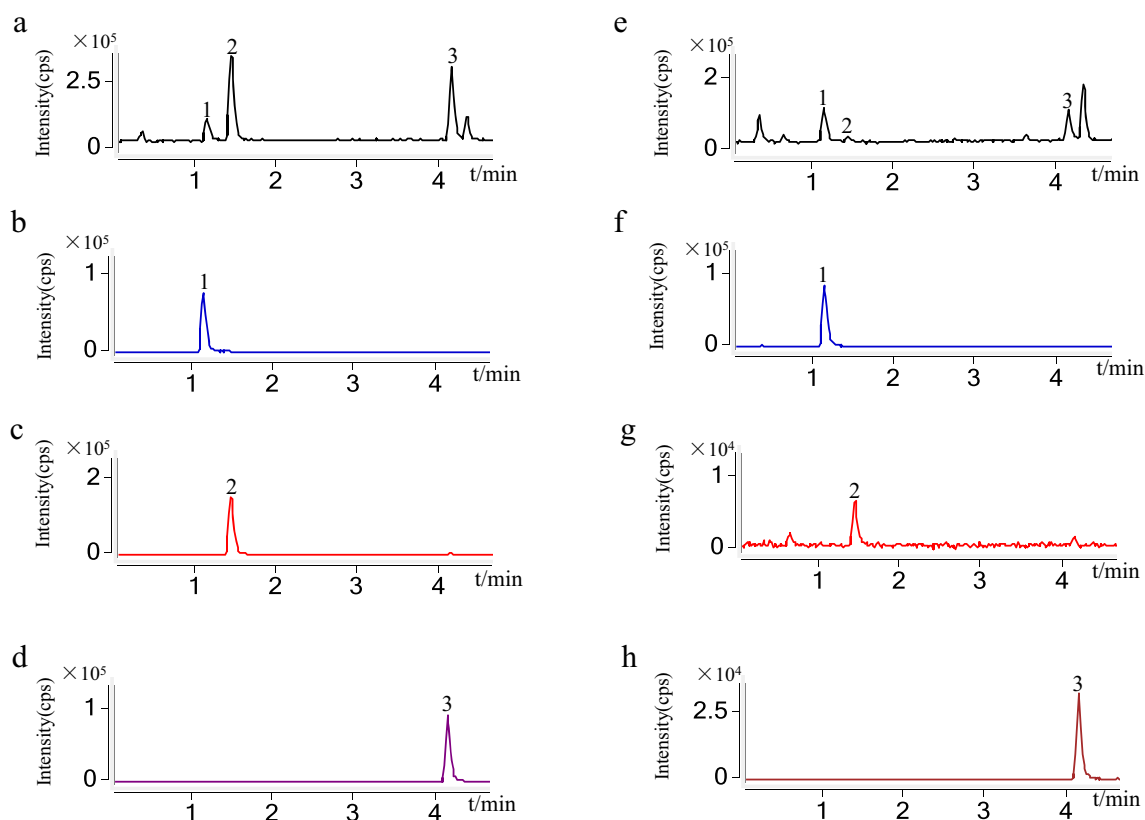 a
×10⁵
Intensity(cps)
2.5
0
1
2
3
1 2 3 4 t/min
e
×10⁵
Intensity(cps)
2
0
1
2
3
1 2 3 4 t/min
b
×10⁵
Intensity(cps)
1
0
1
1 2 3 4 t/min
f
×10⁵
Intensity(cps)
1
0
1
1 2 3 4 t/min
c
×10⁵
Intensity(cps)
2
0
2
1 2 3 4 t/min
g
×10⁴
Intensity(cps)
1
0
2
1 2 3 4 t/min
d
×10⁵
Intensity(cps)
1
0
3
1 2 3 4 t/min
h
×10⁴
Intensity(cps)
2.5
0
3
1 2 3 4 t/min